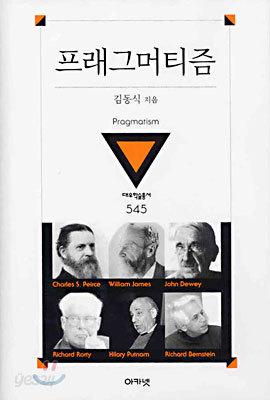 프래그머티즘
김동식 지음
Pragmatism
대우학술총서
545
Charles S. Peirce William James John Dewey
Richard Rorty Hilary Putnam Richard Bernstein
아카넷
yes24